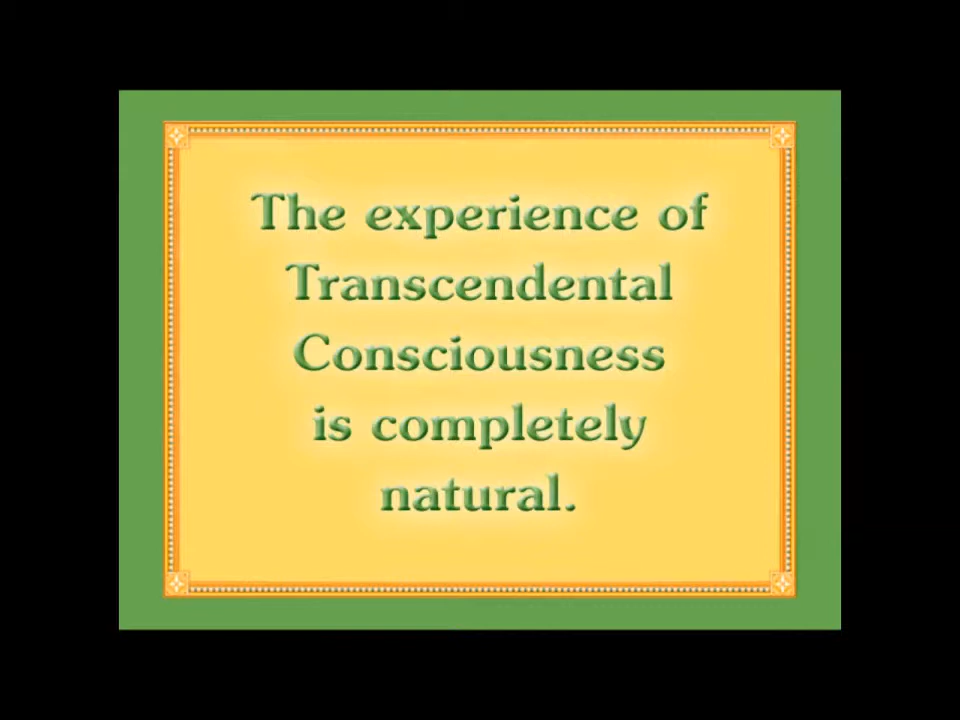 The experience of
Transcendental
Consciousness
is completely
natural.